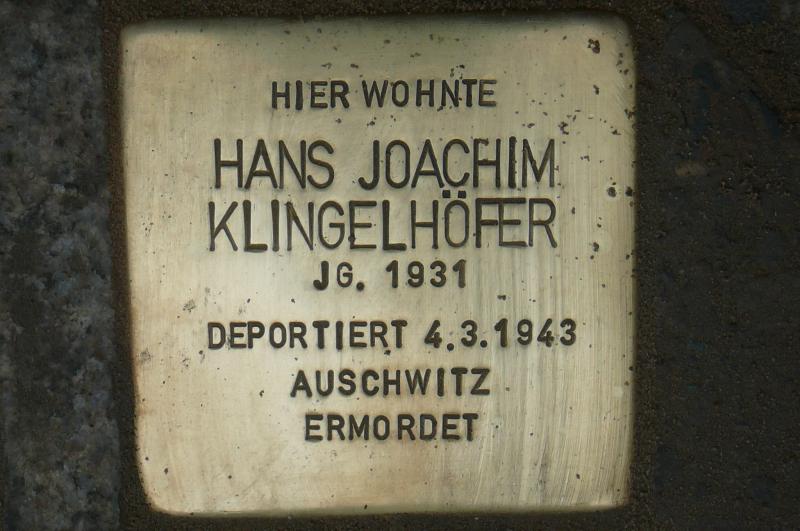 HIER WOHNTE
HANS JOACHIM
KLINGELHÖFER
JG. 1931
DEPORTIERT 4.3.1943
AUSCHWITZ
ERMORDET